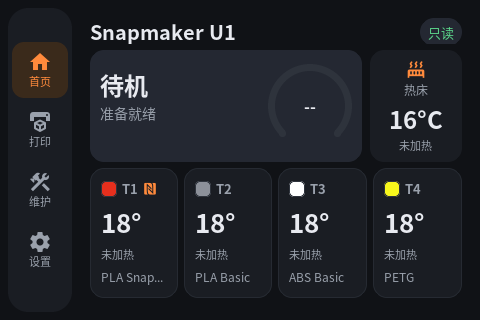 Snapmaker U1
只读
首页
打印
维护
设置
待机
准备就绪
--
热床
16°C
未加热
T1
18°
未加热
PLA Snap...
T2
18°
未加热
PLA Basic
T3
18°
未加热
ABS Basic
T4
18°
未加热
PETG